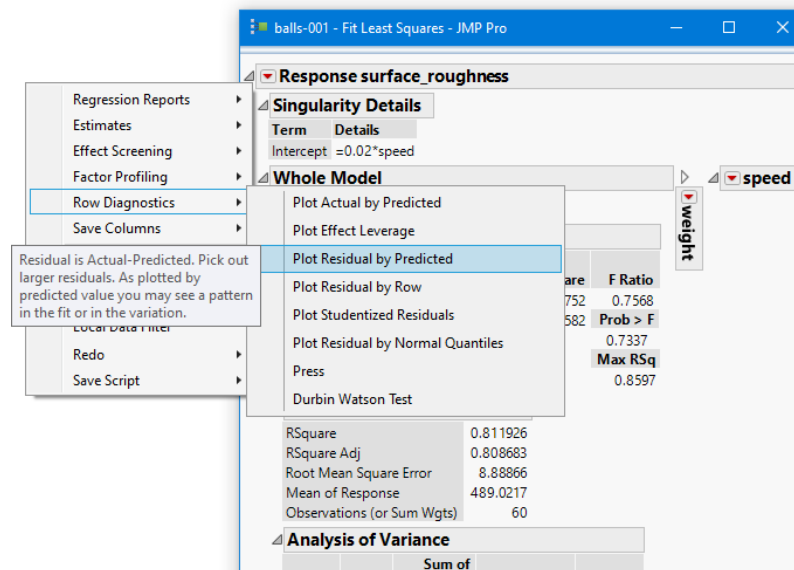 balls-001 - Fit Least Squares - JMP Pro
Response surface_roughness
Singularity Details
Term Details
Intercept =0.02*speed
Whole Model
speed
weight
Regression Reports
Estimates
Effect Screening
Factor Profiling
Row Diagnostics
Save Columns
Local Data Filter
Redo
Save Script
Residual is Actual-Predicted. Pick out
larger residuals. As plotted by
predicted value you may see a pattern
in the fit or in the variation.
Plot Actual by Predicted
Plot Effect Leverage
Plot Residual by Predicted
Plot Residual by Row
Plot Studentized Residuals
Plot Residual by Normal Quantiles
Press
Durbin Watson Test
are F Ratio
752 0.7568
582 Prob > F
0.7337
Max RSq
0.8597
RSquare 0.811926
RSquare Adj 0.808683
Root Mean Square Error 8.88866
Mean of Response 489.0217
Observations (or Sum Wgts) 60
Analysis of Variance
Sum of